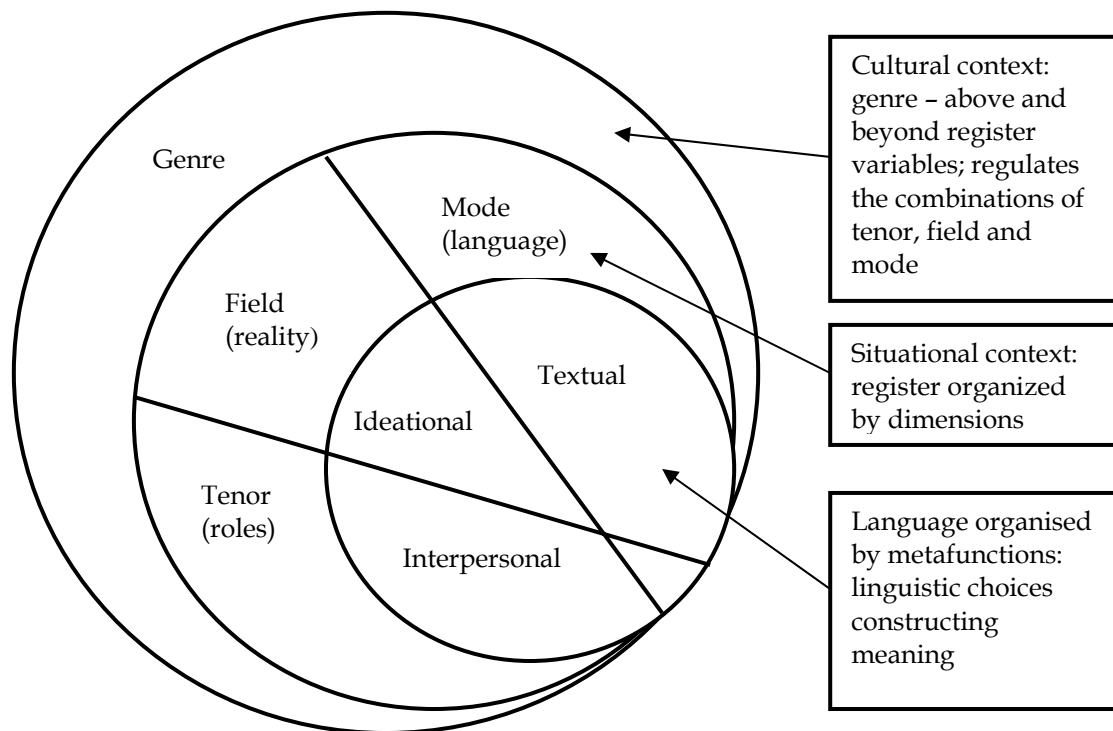 Genre
Mode
(language)
Field
(reality)
Textual
Ideational
Tenor
(roles)
Interpersonal
Cultural context:
genre – above and
beyond register
variables; regulates
the combinations of
tenor, field and
mode
Situational context:
register organized
by dimensions
Language organised
by metafunctions:
linguistic choices
constructing
meaning